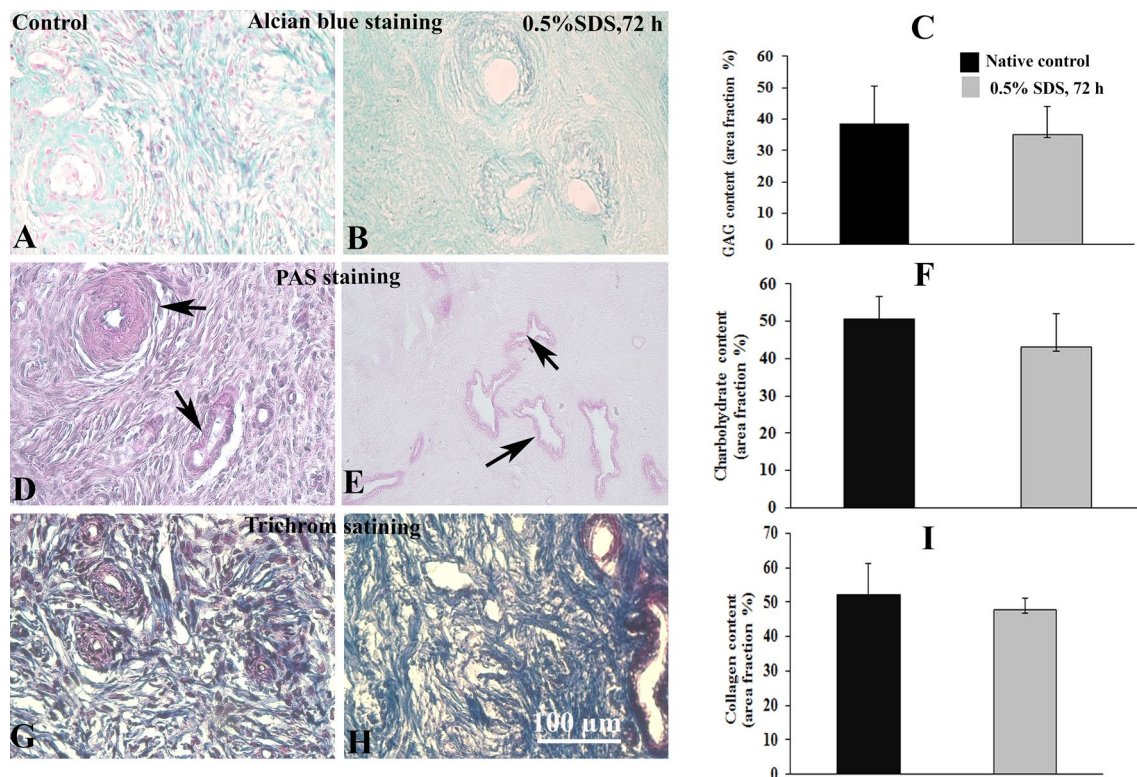 Control
Alcian blue staining
0.5%SDS,72 h
A
B
C
Native control
0.5% SDS, 72 h
GAG content (area fraction %)
60
50
40
30
20
10
0
PAS staining
D
E
F
Charbohydrate content
(area fraction %)
60
50
40
30
20
10
0
Trichrom satining
G
H
100 µm
I
Collagen content
(area fraction %)
70
60
50
40
30
20
10
0